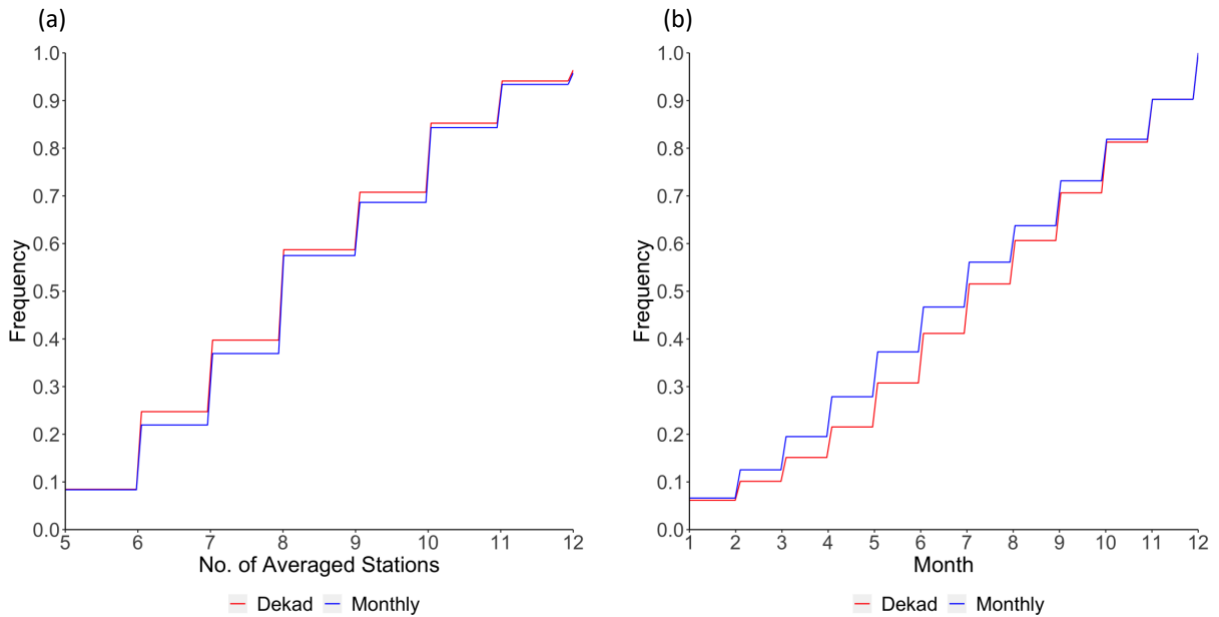 (a)
1.0
0.9
0.8
0.7
0.6
0.5
0.4
0.3
0.2
0.1
0.0
Frequency
5 6 7 8 9 10 11 12
No. of Averaged Stations
Dekad Monthly
(b)
1.0
0.9
0.8
0.7
0.6
0.5
0.4
0.3
0.2
0.1
0.0
Frequency
1 2 3 4 5 6 7 8 9 10 11 12
Month
Dekad Monthly